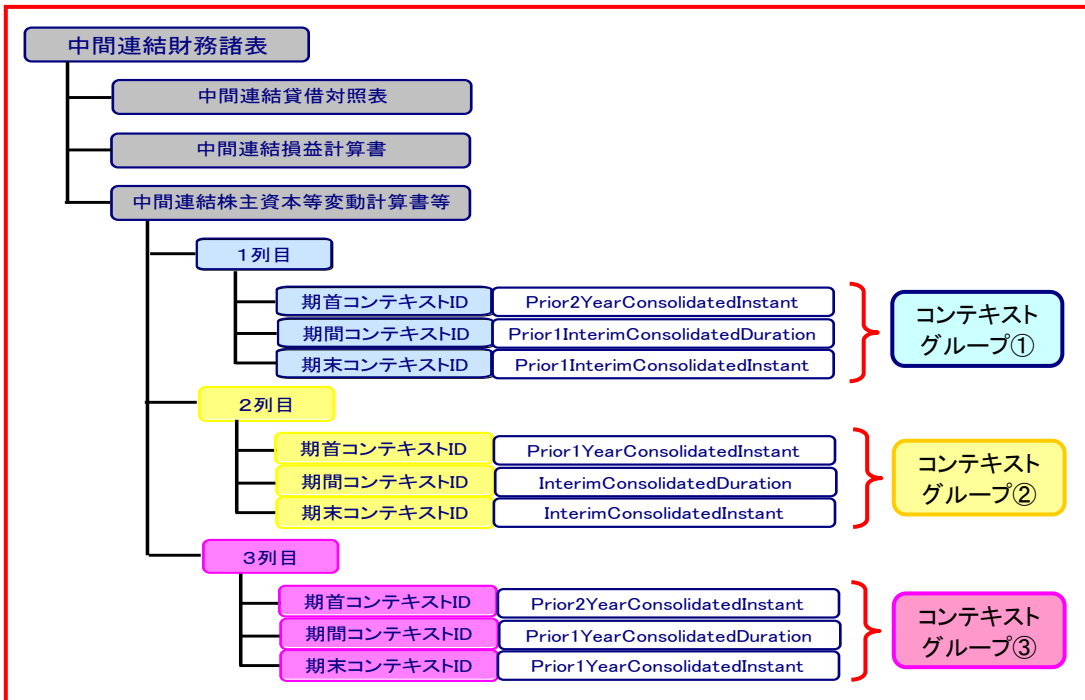 中間連結財務諸表
中間連結貸借対照表
中間連結損益計算書
中間連結株主資本等変動計算書等
1列目
期首コンテキストID Prior2YearConsolidatedInstant
期間コンテキストID Prior1InterimConsolidatedDuration
期末コンテキストID Prior1InterimConsolidatedInstant
コンテキスト
グループ①
2列目
期首コンテキストID Prior1YearConsolidatedInstant
期間コンテキストID InterimConsolidatedDuration
期末コンテキストID InterimConsolidatedInstant
コンテキスト
グループ②
3列目
期首コンテキストID Prior2YearConsolidatedInstant
期間コンテキストID Prior1YearConsolidatedDuration
期末コンテキストID Prior1YearConsolidatedInstant
コンテキスト
グループ③